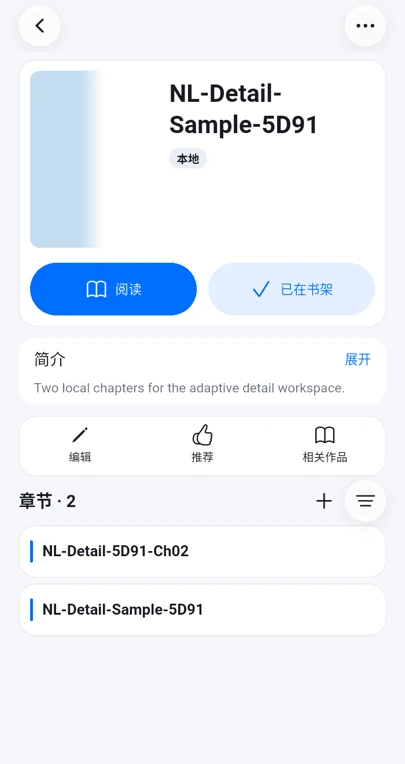 NL-Detail-
Sample-5D91
本地
阅读
已在书架
简介
展开
Two local chapters for the adaptive detail workspace.
编辑
推荐
相关作品
章节 · 2
NL-Detail-5D91-Ch02
NL-Detail-Sample-5D91